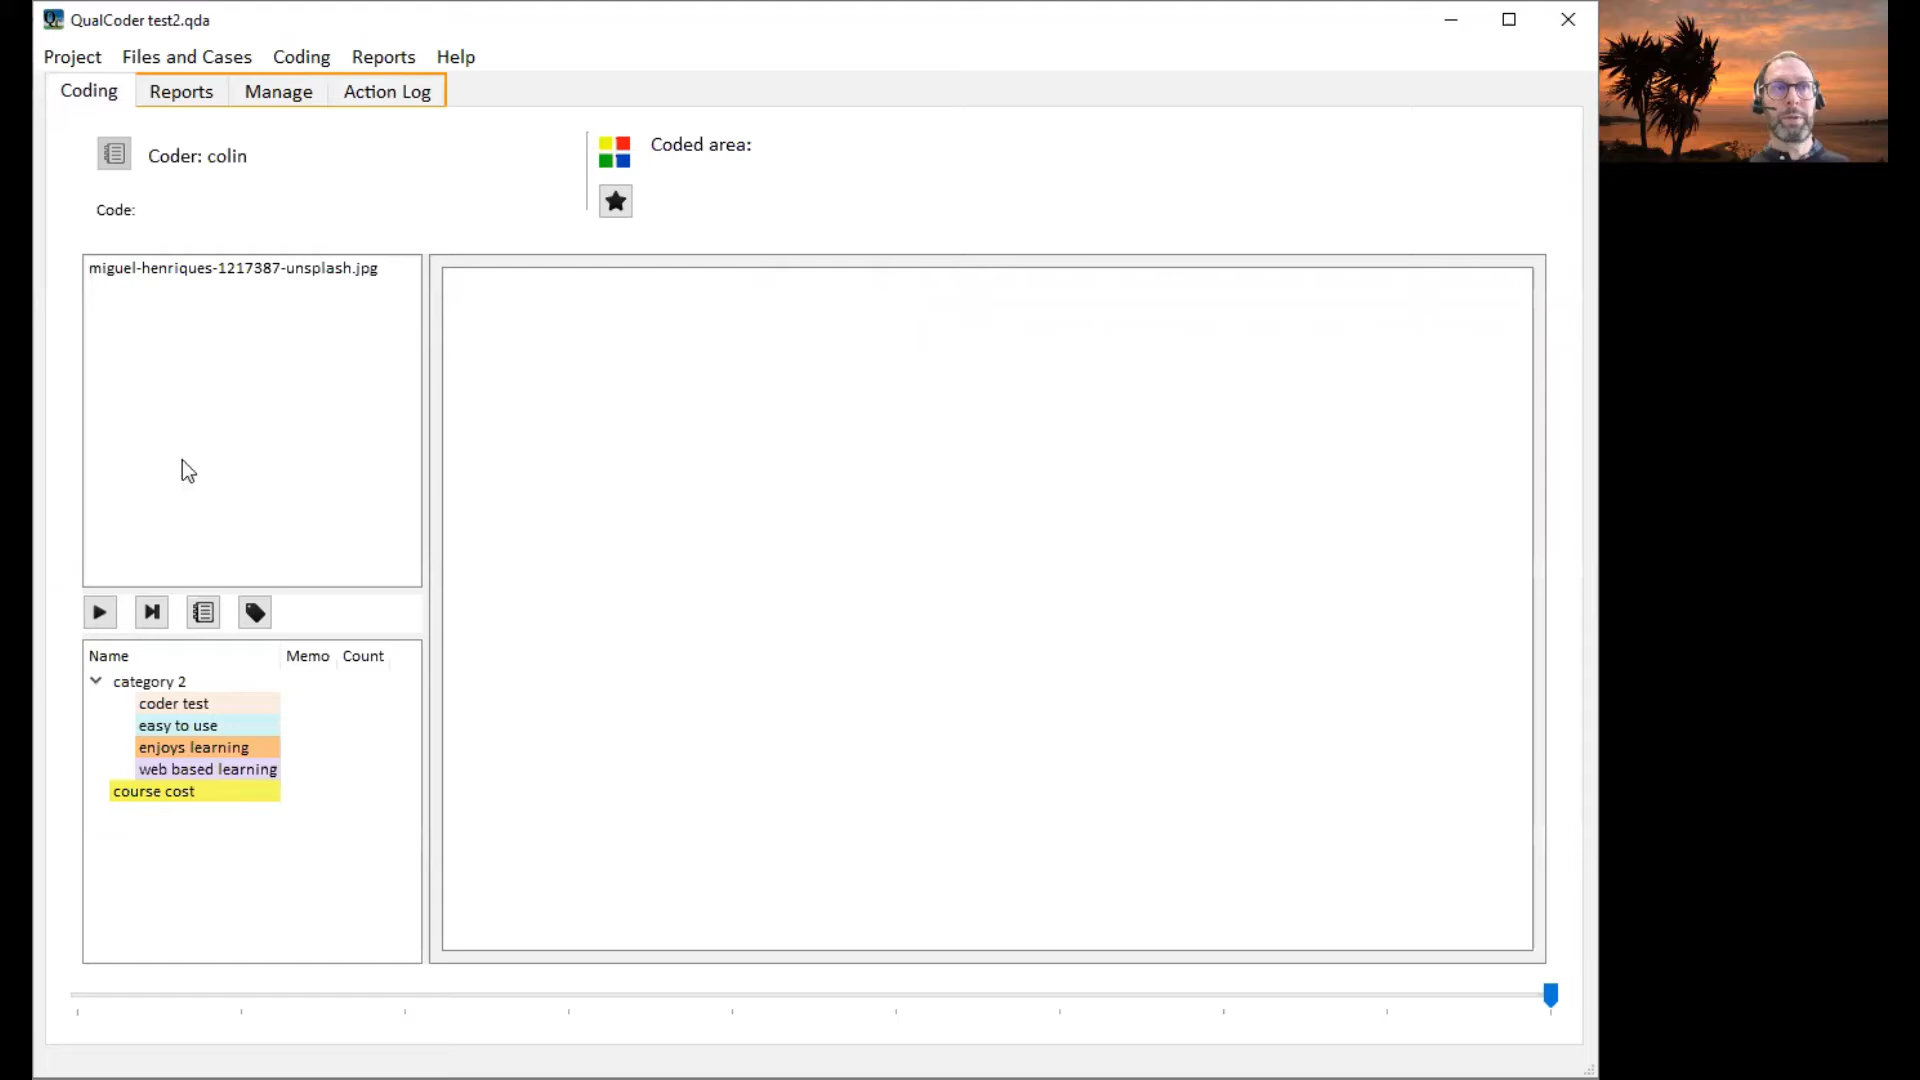 QualCoder test2.qda
Project Files and Cases Coding Reports Help
Coding Reports Manage Action Log
Coder: colin
Coded area:
Code:
miguel-henriques-1217387-unsplash.jpg
Name Memo Count
category 2
coder test
easy to use
enjoys learning
web based learning
course cost